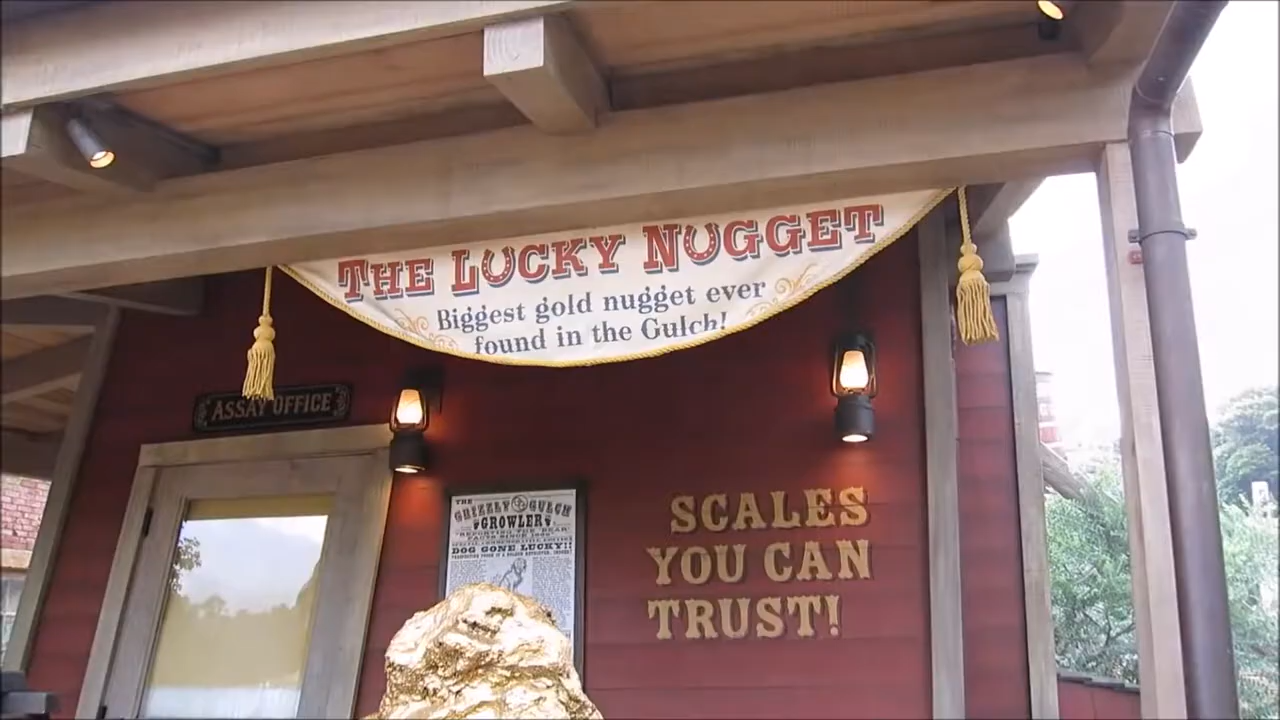 THE LUCKY NUGGET
Biggest gold nugget ever
found in the Gulch!
ASSAY OFFICE
THE
GRIZZLY GULCH
GROWLER
DOG GONE LUCKY!!
SCALES
YOU CAN
TRUST!